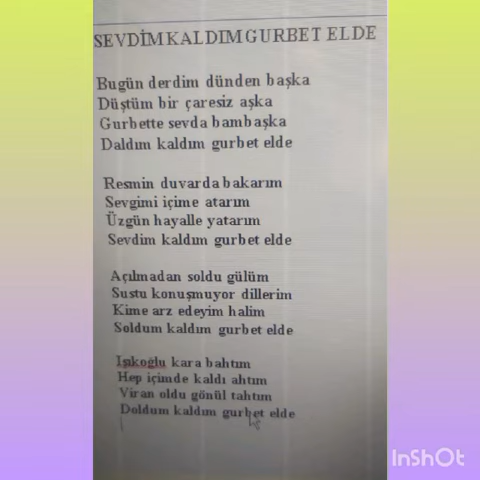 SEVDİM KALDIM GURBET ELDE
Bugün derdim dünden başka
Düştüm bir çaresiz aşka
Gurbette sevda bambaşka
Daldım kaldım gurbet elde
Resmin duvarda bakarım
Sevgimi içime atarım
Üzgün hayalle yatarım
Sevdim kaldım gurbet elde
Açılmadan soldu gülüm
Sustu konuşmuyor dillerim
Kime arz edeyim halim
Soldum kaldım gurbet elde
Işıkoğlu kara bahtım
Hep içimde kaldı ahtım
Viran oldu gönül tahtım
Doldum kaldım gurbet elde
InShOt